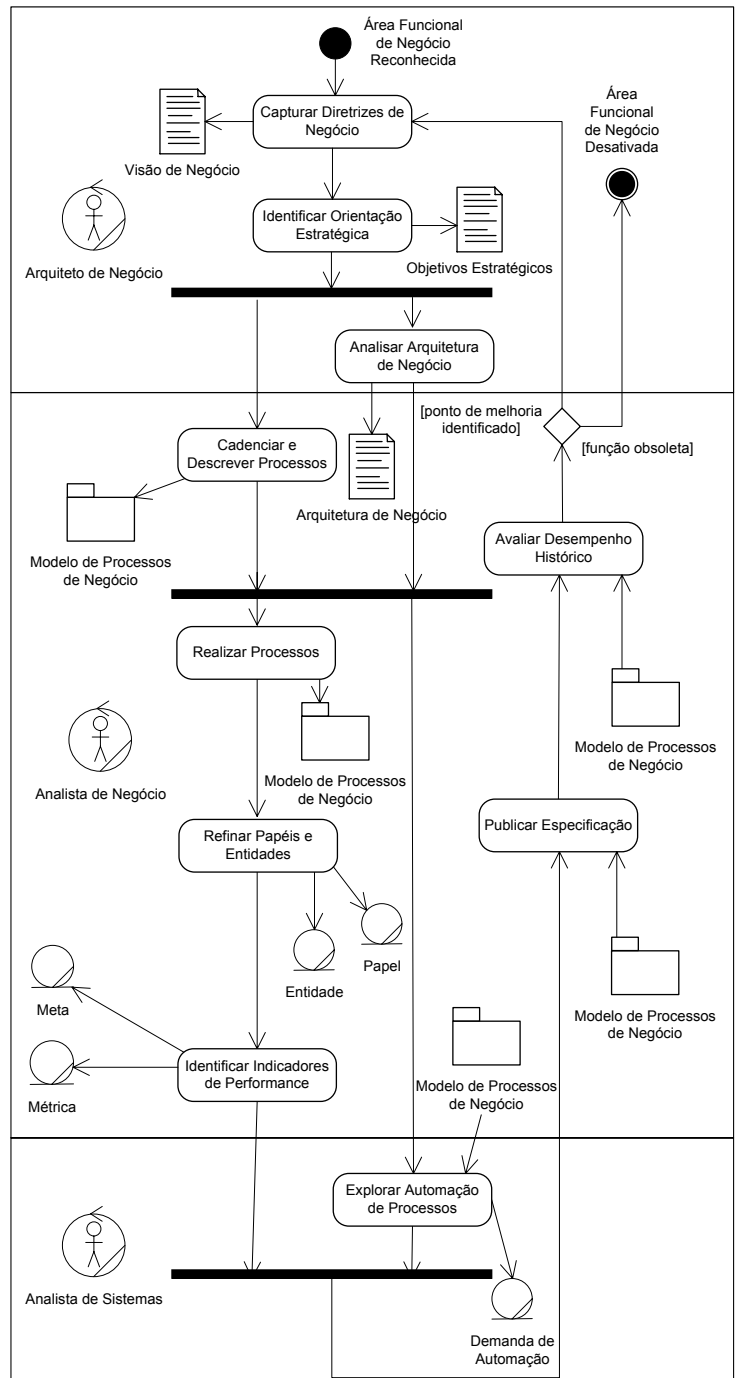 Área Funcional
de Negócio
Reconhecida
Capturar Diretrizes de
Negócio
Área
Funcional
de Negócio
Desativada
Visão de Negócio
Identificar Orientação
Estratégica
Objetivos Estratégicos
Arquiteto de Negócio
Analisar Arquitetura
de Negócio
[ponto de melhoria
identificado]
[função obsoleta]
Cadenciar e
Descrever Processos
Arquitetura de Negócio
Modelo de Processos
de Negócio
Avaliar Desempenho
Histórico
Realizar Processos
Modelo de Processos
de Negócio
Modelo de Processos
de Negócio
Analista de Negócio
Refinar Papéis e
Entidades
Publicar Especificação
Entidade
Papel
Meta
Modelo de Processos
de Negócio
Identificar Indicadores
de Performance
Métrica
Modelo de Processos
de Negócio
Explorar Automação
de Processos
Analista de Sistemas
Demanda de
Automação